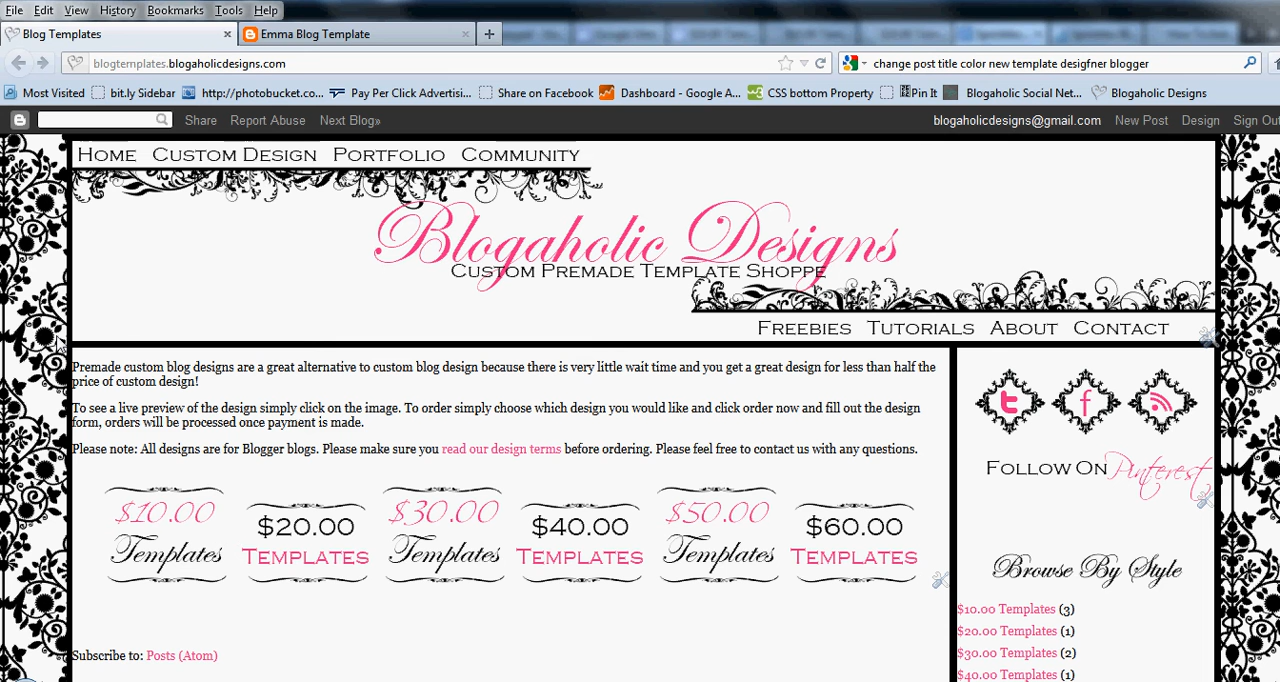 File Edit View History Bookmarks Tools Help
Blog Templates
Emma Blog Template
blogtemplates.blogaholicdesigns.com
change post title color new template desigfner blogger
Most Visited bit.ly Sidebar http://photobucket.co... Pay Per Click Advertisi... Share on Facebook Dashboard - Google A... CSS bottom Property Pin It Blogaholic Social Net... Blogaholic Designs
Share Report Abuse Next Blog» blogaholicdesigns@gmail.com New Post Design Sign Out
Home Custom Design Portfolio Community
Blogaholic Designs
Custom Premade Template Shoppe
Freebies Tutorials About Contact
Premade custom blog designs are a great alternative to custom blog design because there is very little wait time and you get a great design for less than half the
price of custom design!
To see a live preview of the design simply click on the image. To order simply choose which design you would like and click order now and fill out the design
form, orders will be processed once payment is made.
Please note: All designs are for Blogger blogs. Please make sure you read our design terms before ordering. Please feel free to contact us with any questions.
$10.00 Templates
$20.00 Templates
$30.00 Templates
$40.00 Templates
$50.00 Templates
$60.00 Templates
Subscribe to: Posts (Atom)
Follow On Pinterest
Browse By Style
$10.00 Templates (3)
$20.00 Templates (1)
$30.00 Templates (2)
$40.00 Templates (1)